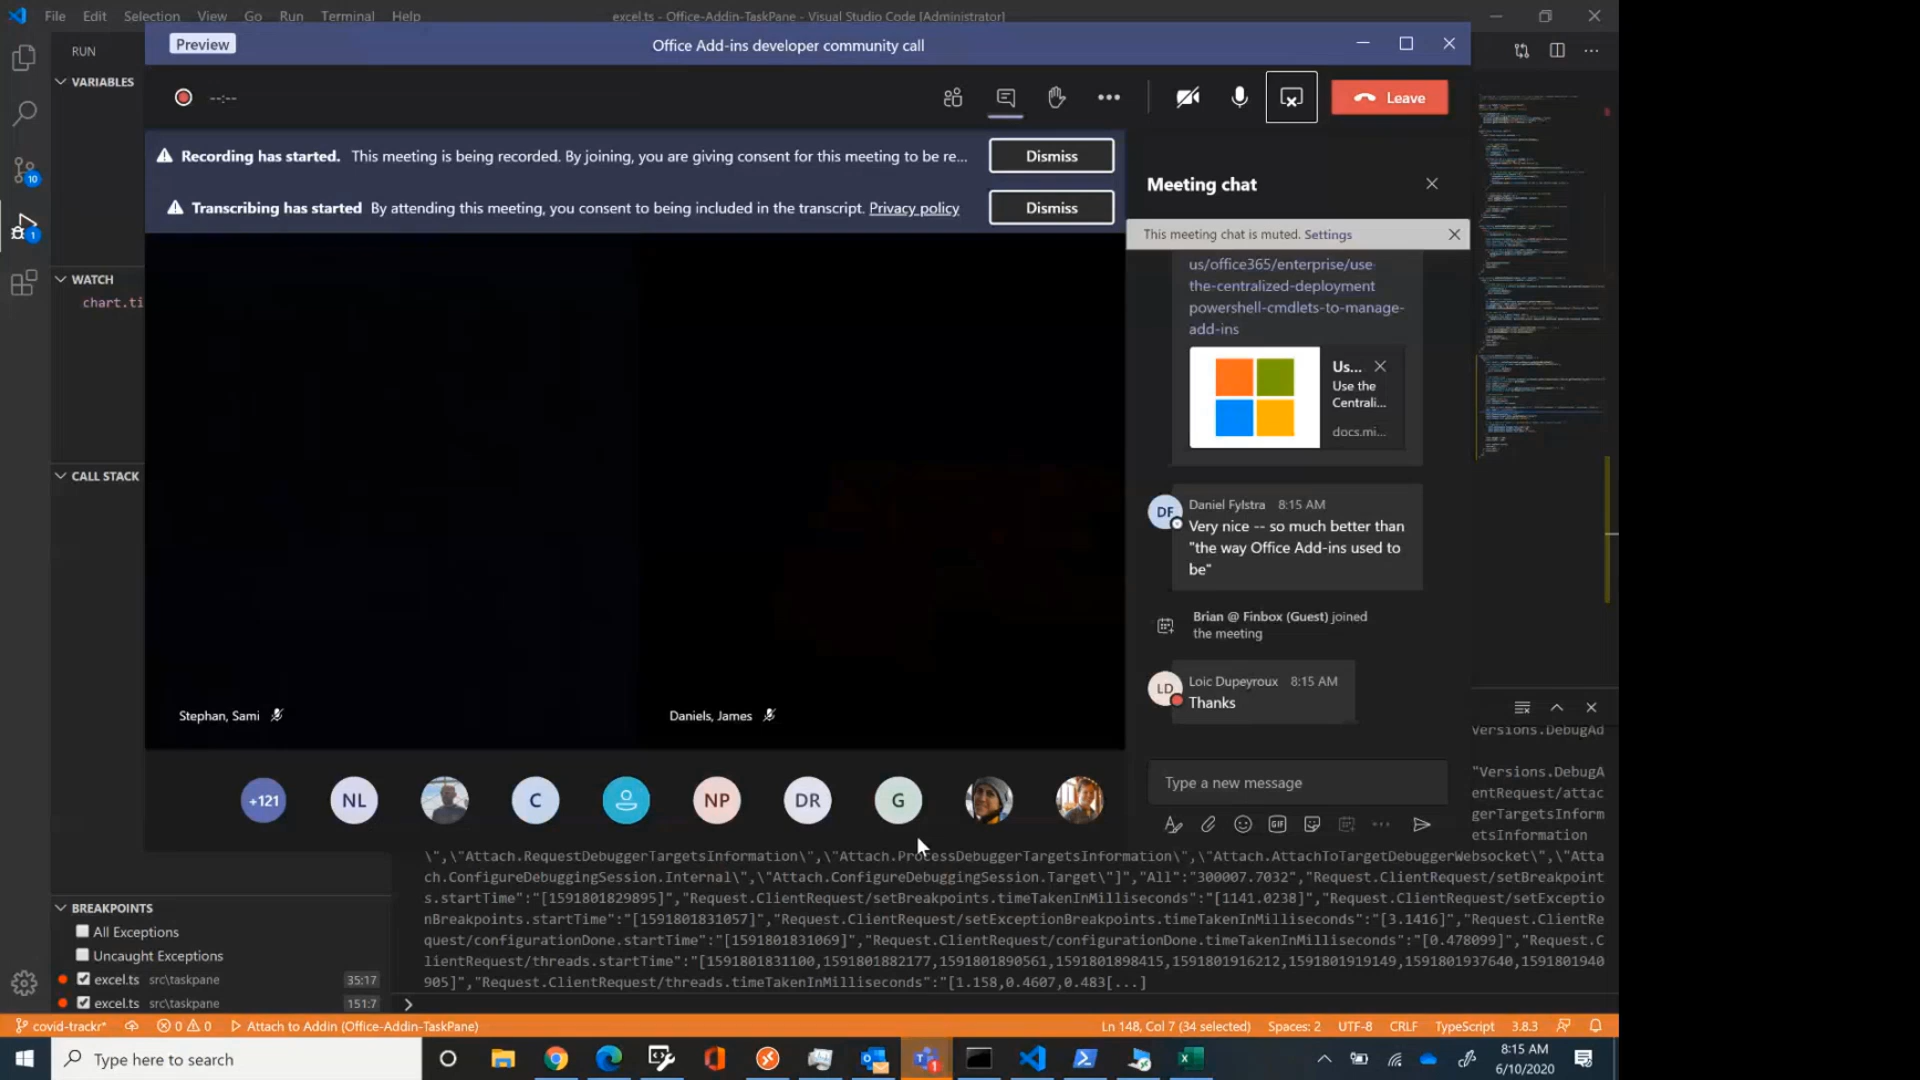 File Edit Selection View Go Run Terminal Help
excel.ts - Office-Addin-TaskPane - Visual Studio Code [Administrator]
RUN
VARIABLES
WATCH
chart.ti
CALL STACK
Preview
Office Add-ins developer community call
--:--
Leave
Recording has started. This meeting is being recorded. By joining, you are giving consent for this meeting to be re...
Dismiss
Transcribing has started By attending this meeting, you consent to being included in the transcript. Privacy policy
Dismiss
Stephan, Sami
Daniels, James
+121
NL
C
NP
DR
G
Meeting chat
This meeting chat is muted. Settings
us/office365/enterprise/use
the-centralized-deployment
powershell-cmdlets-to-manage-
add-ins
Us...
Use the
Centrali...
docs.mi...
DF
Daniel Fylstra 8:15 AM
Very nice -- so much better than
"the way Office Add-ins used to
be"
Brian @ Finbox (Guest) joined
the meeting
LD
Loic Dupeyroux 8:15 AM
Thanks
Type a new message
GIF
Versions.DebugAd
"Versions.DebugA
entRequest/attac
gerTargetsInform
etsInformation
\",\"Attach.RequestDebuggerTargetsInformation\",\"Attach.ProcessDebuggerTargetsInformation\",\"Attach.AttachToTargetDebuggerWebsocket\",\"Atta
ch.ConfigureDebuggingSession.Internal\",\"Attach.ConfigureDebuggingSession.Target\"]","All":"300007.7032","Request.ClientRequest/setBreakpoint
s.startTime":"[1591801829895]","Request.ClientRequest/setBreakpoints.timeTakenInMilliseconds":"[1141.0238]","Request.ClientRequest/setExceptio
nBreakpoints.startTime":"[1591801831057]","Request.ClientRequest/setExceptionBreakpoints.timeTakenInMilliseconds":"[3.1416]","Request.ClientRe
quest/configurationDone.startTime":"[1591801831069]","Request.ClientRequest/configurationDone.timeTakenInMilliseconds":"[0.478099]","Request.C
lientRequest/threads.startTime":"[1591801831100,1591801882177,1591801890561,1591801898415,1591801916212,1591801919149,1591801937640,1591801940
905]","Request.ClientRequest/threads.timeTakenInMilliseconds":"[1.158,0.4607,0.483[...]
BREAKPOINTS
All Exceptions
Uncaught Exceptions
excel.ts src\taskpane 35:17
excel.ts src\taskpane 151:7
10
1
covid-trackr* 0 0 Attach to Addin (Office-Addin-TaskPane)
Ln 148, Col 7 (34 selected) Spaces: 2 UTF-8 CRLF TypeScript 3.8.3
Type here to search
8:15 AM
6/10/2020